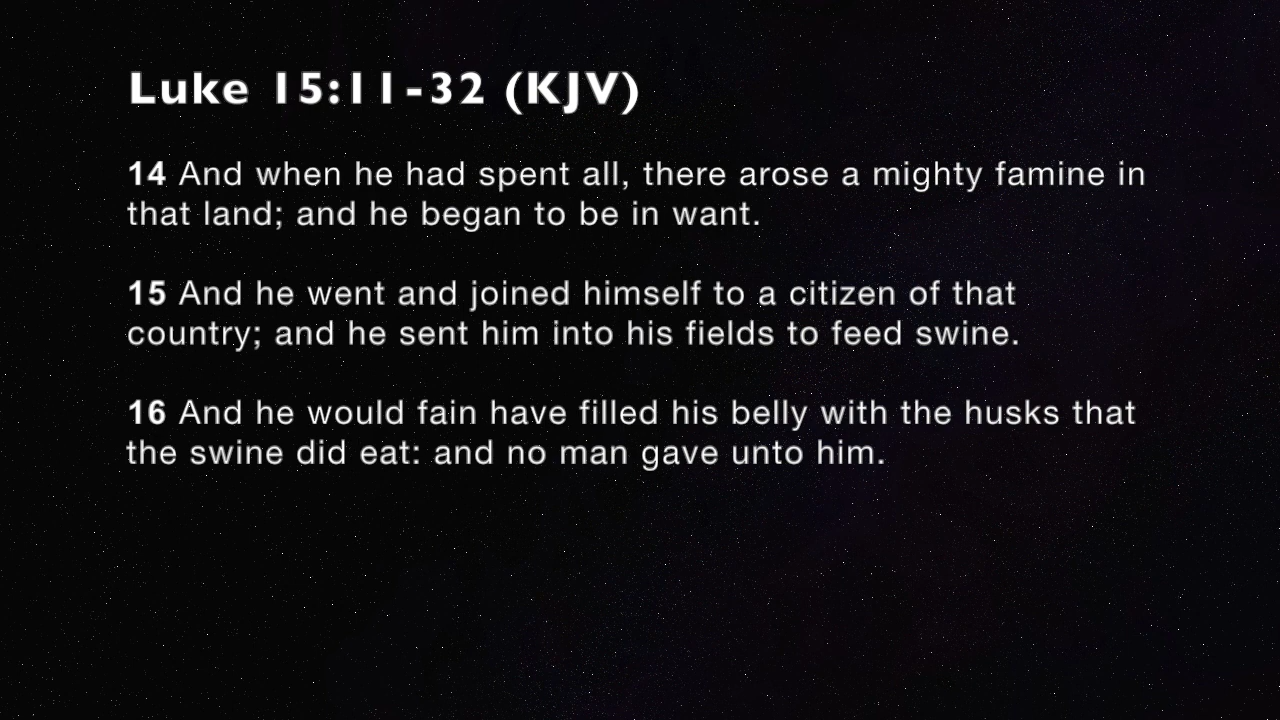 Luke 15:11-32 (KJV)
14 And when he had spent all, there arose a mighty famine in
that land; and he began to be in want.
15 And he went and joined himself to a citizen of that
country; and he sent him into his fields to feed swine.
16 And he would fain have filled his belly with the husks that
the swine did eat: and no man gave unto him.